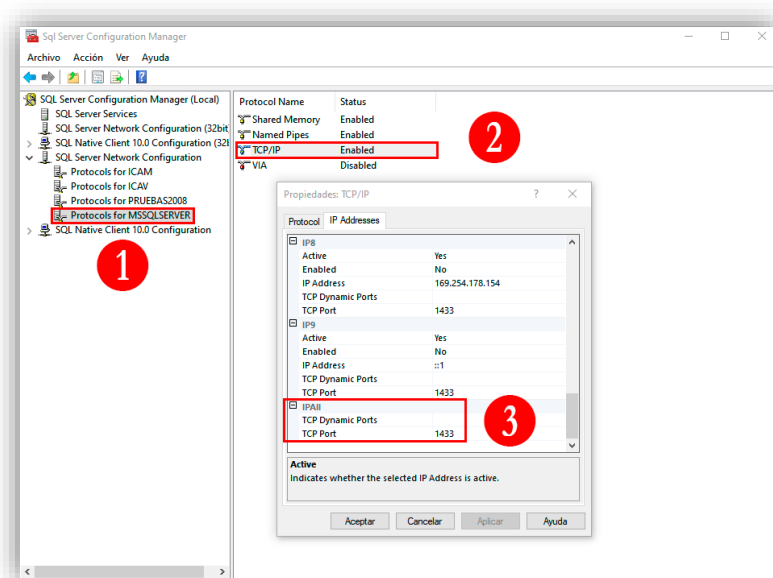 Sql Server Configuration Manager
Archivo Acción Ver Ayuda
SQL Server Configuration Manager (Local)
SQL Server Services
SQL Server Network Configuration (32bit
SQL Native Client 10.0 Configuration (32
SQL Server Network Configuration
Protocols for ICAM
Protocols for ICAV
Protocols for PRUEBAS2008
Protocols for MSSQLSERVER
SQL Native Client 10.0 Configuration
1
Protocol Name Status
Shared Memory Enabled
Named Pipes Enabled
TCP/IP Enabled
VIA Disabled
2
Propiedades: TCP/IP
Protocol IP Addresses
IP8
Active Yes
Enabled No
IP Address 169.254.178.154
TCP Dynamic Ports
TCP Port 1433
IP9
Active Yes
Enabled No
IP Address ::1
TCP Dynamic Ports
TCP Port 1433
IPAll
TCP Dynamic Ports
TCP Port 1433
3
Active
Indicates whether the selected IP Address is active.
Aceptar Cancelar Aplicar Ayuda